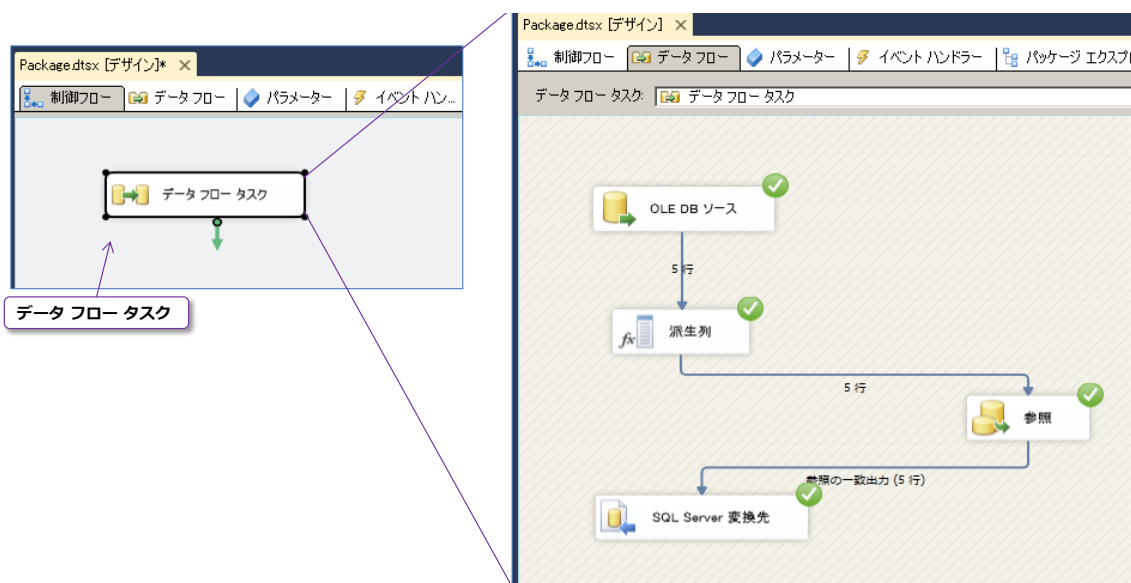 Package.dtsx [デザイン]*
制御フロー データ フロー パラメーター イベント ハン...
データ フロー タスク
データ フロー タスク
Package.dtsx [デザイン]
制御フロー データ フロー パラメーター イベント ハンドラー パッケージ エクスプ
データ フロー タスク: データ フロー タスク
OLE DB ソース
5 行
fx 派生列
5 行
参照
参照の一致出力 (5 行)
SQL Server 変換先